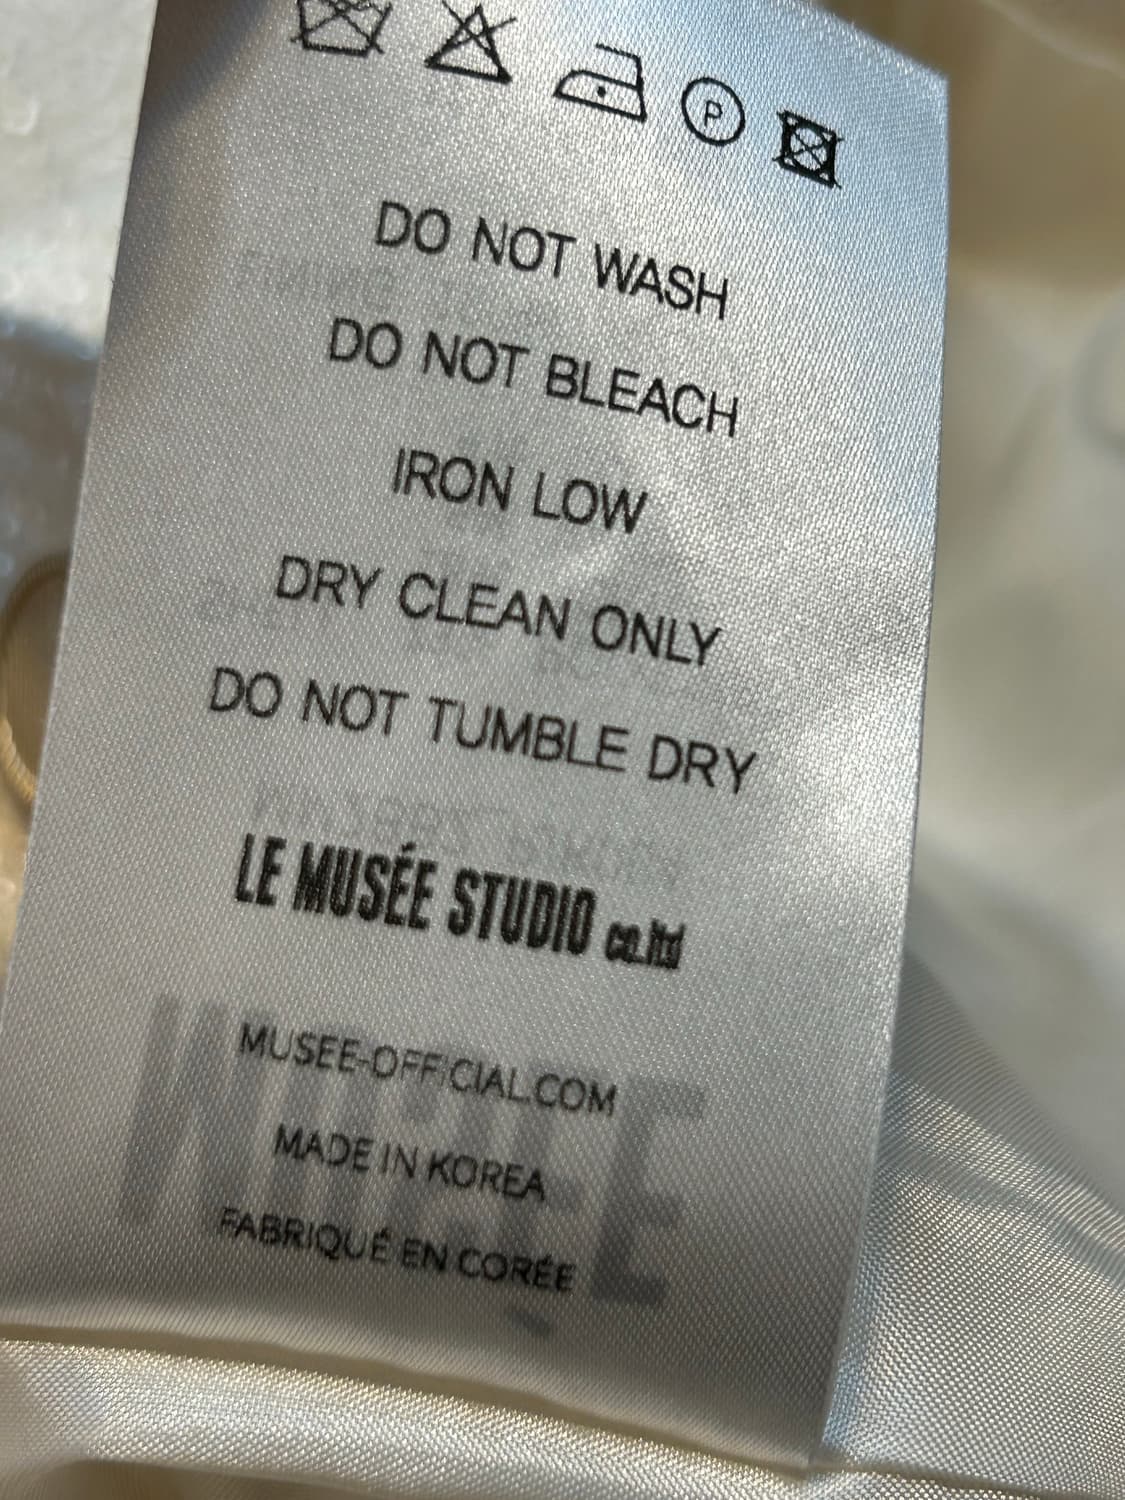 P
DO NOT WASH
DO NOT BLEACH
IRON LOW
DRY CLEAN ONLY
DO NOT TUMBLE DRY
LE MUSÉE STUDIO co.ltd
MUSEE-OFFICIAL.COM
MADE IN KOREA
FABRIQUÉ EN CORÉE